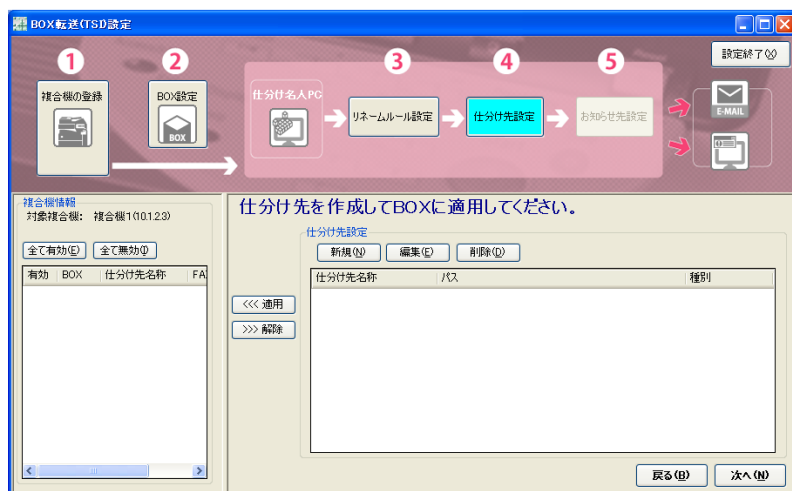 BOX転送(TSI)設定
設定終了(X)
1
2
3
4
5
複合機の登録
BOX設定
BOX
仕分け名人PC
リネームルール設定
仕分け先設定
お知らせ先設定
E-MAIL
複合機情報
対象複合機: 複合機1(10.1.2.3)
全て有効(E)
全て無効(I)
有効 BOX 仕分け先名称 FA
仕分け先を作成してBOXに適用してください。
仕分け先設定
新規(N)
編集(E)
削除(D)
仕分け先名称 パス 種別
<<< 適用
>>> 解除
戻る(B)
次へ(N)